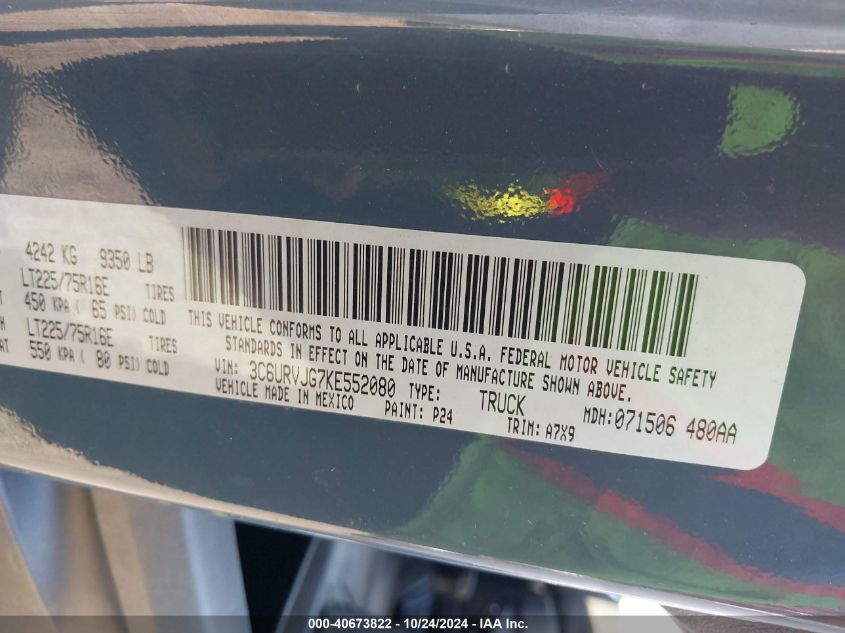 4242 KG 9350 LB
LT225/75R16E TIRES
450 KPA ( 65 PSI) COLD
LT225/75R16E TIRES
550 KPA ( 80 PSI) COLD
THIS VEHICLE CONFORMS TO ALL APPLICABLE U.S.A. FEDERAL MOTOR VEHICLE SAFETY
STANDARDS IN EFFECT ON THE DATE OF MANUFACTURE SHOWN ABOVE.
VIN: 3C6URVJG7KE552080 TYPE: TRUCK MDH:071506 480AA
VEHICLE MADE IN MEXICO PAINT: P24 TRIM: A7X9
000-40673822 - 10/24/2024 - IAA Inc.